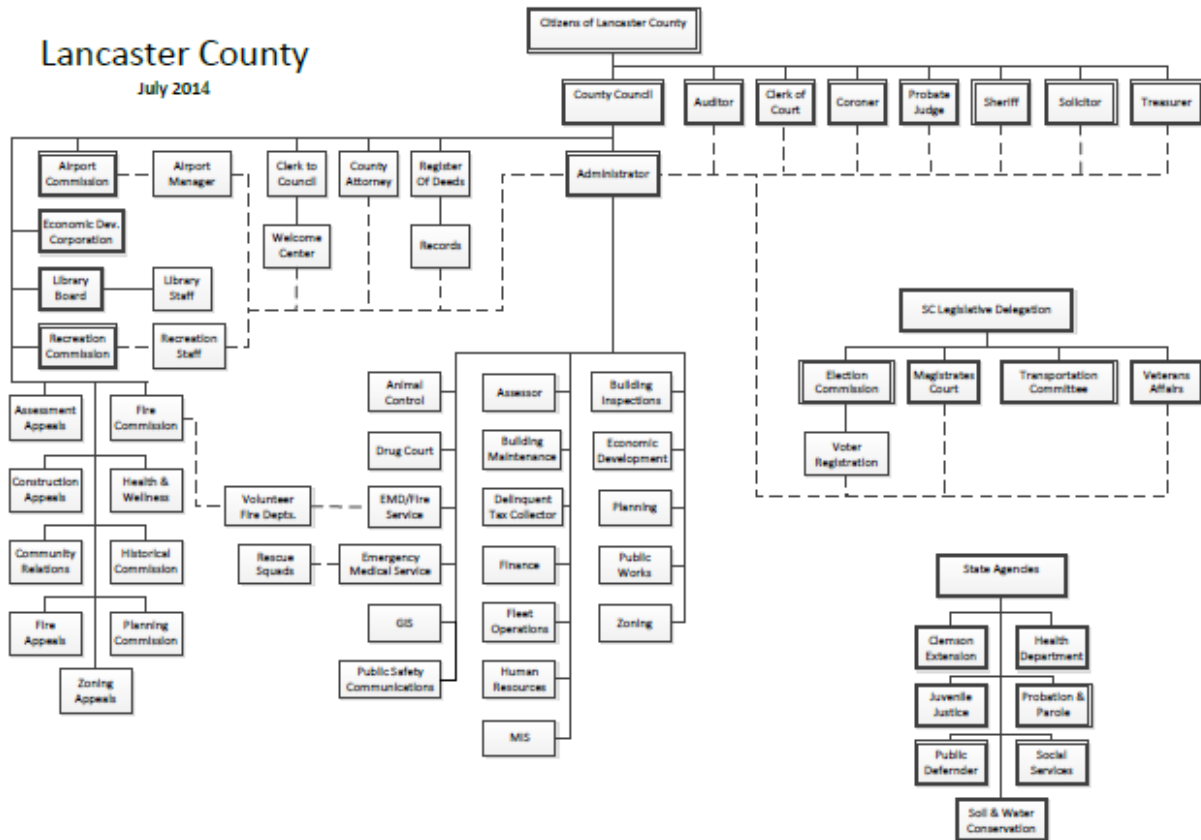 Citizens of Lancaster County
Lancaster County
July 2014
County Council
Auditor
Clerk of
Court
Coroner
Probate
Judge
Sheriff
Solicitor
Treasurer
Airport
Commission
Airport
Manager
Clerk to
Council
County
Attorney
Register
Of Deeds
Administrator
Economic Dev.
Corporation
Welcome
Center
Records
Library
Board
Library
Staff
Recreation
Commission
Recreation
Staff
SC Legislative Delegation
Election
Commission
Magistrates
Court
Transportation
Committee
Veterans
Affairs
Voter
Registration
Assessment
Appeals
Fire
Commission
Construction
Appeals
Health &
Wellness
Community
Relations
Historical
Commission
Fire
Appeals
Planning
Commission
Zoning
Appeals
Volunteer
Fire Depts.
Rescue
Squads
Animal
Control
Drug Court
EMD/Fire
Service
Emergency
Medical Service
GIS
Public Safety
Communications
Assessor
Building
Maintenance
Delinquent
Tax Collector
Finance
Fleet
Operations
Human
Resources
MIS
Building
Inspections
Economic
Development
Planning
Public
Works
Zoning
State Agencies
Clemson
Extension
Health
Department
Juvenile
Justice
Probation &
Parole
Public
Defernder
Social
Services
Soil & Water
Conservation